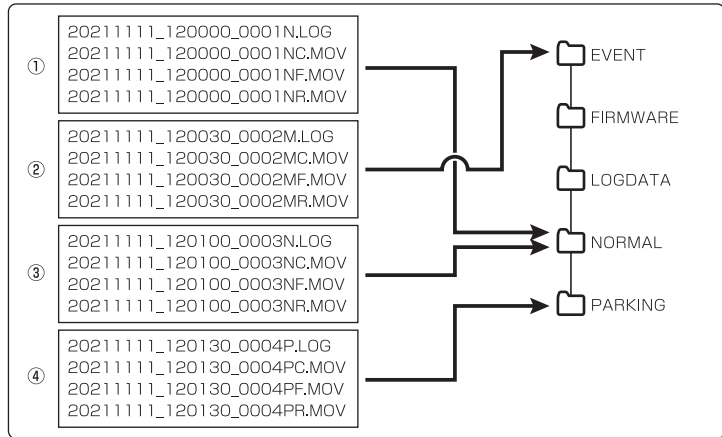 ①
20211111_120000_0001N.LOG
20211111_120000_0001NC.MOV
20211111_120000_0001NF.MOV
20211111_120000_0001NR.MOV
②
20211111_120030_0002M.LOG
20211111_120030_0002MC.MOV
20211111_120030_0002MF.MOV
20211111_120030_0002MR.MOV
③
20211111_120100_0003N.LOG
20211111_120100_0003NC.MOV
20211111_120100_0003NF.MOV
20211111_120100_0003NR.MOV
④
20211111_120130_0004P.LOG
20211111_120130_0004PC.MOV
20211111_120130_0004PF.MOV
20211111_120130_0004PR.MOV
EVENT
FIRMWARE
LOGDATA
NORMAL
PARKING